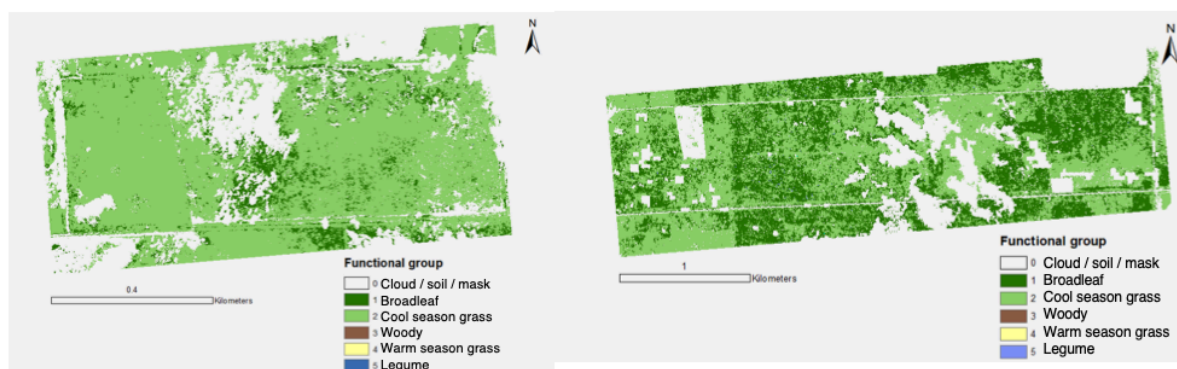 N
Functional group
0 Cloud / soil / mask
1 Broadleaf
2 Cool season grass
3 Woody
4 Warm season grass
5 Legume
0.4
Kilometers
N
Functional group
0 Cloud / soil / mask
1 Broadleaf
2 Cool season grass
3 Woody
4 Warm season grass
5 Legume
1
Kilometers